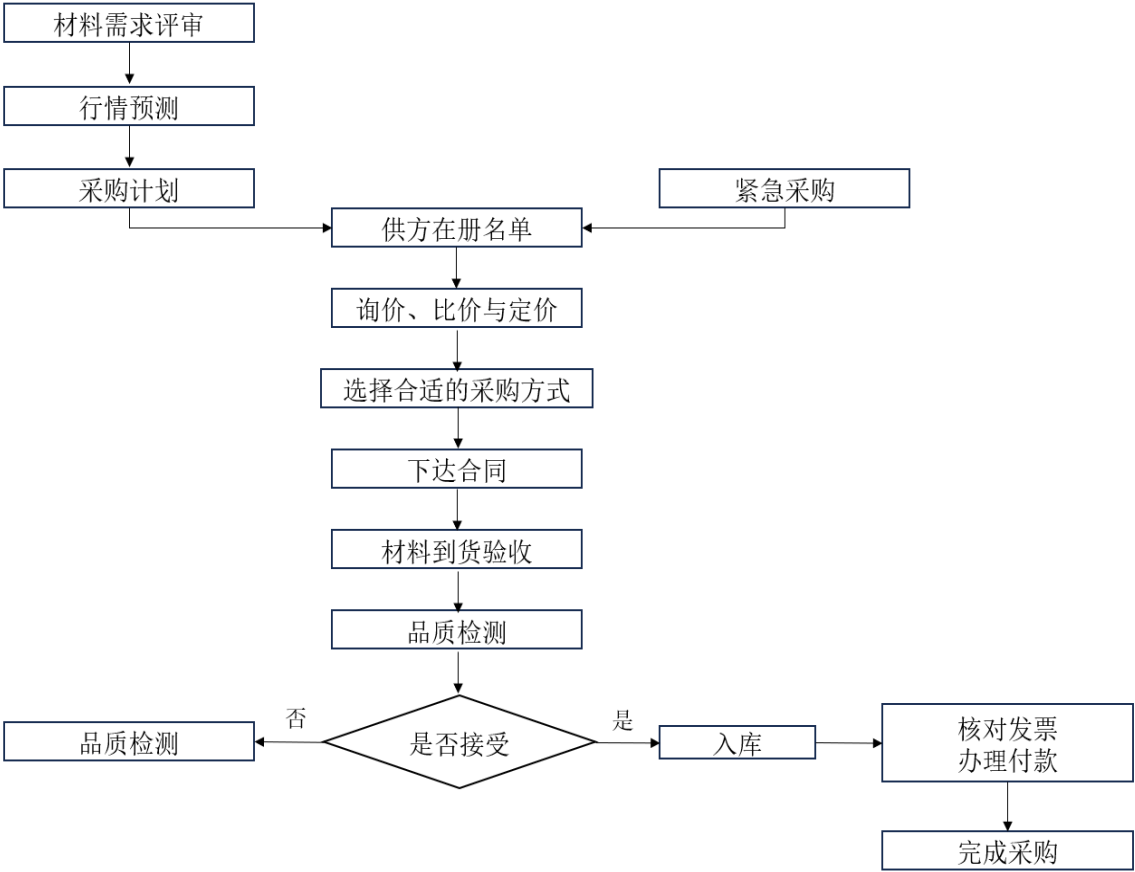 材料需求评审
行情预测
采购计划
紧急采购
供方在册名单
询价、比价与定价
选择合适的采购方式
下达合同
材料到货验收
品质检测
否
是
品质检测
是否接受
入库
核对发票
办理付款
完成采购